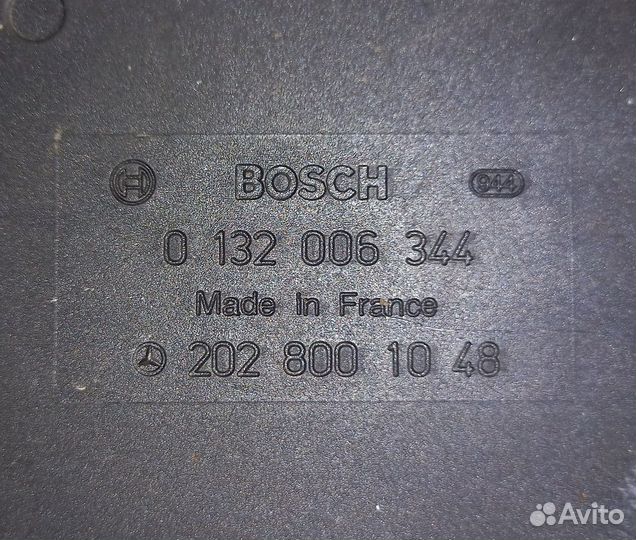 BOSCH 944
0 132 006 344
Made In France
202 800 10 48
Avito